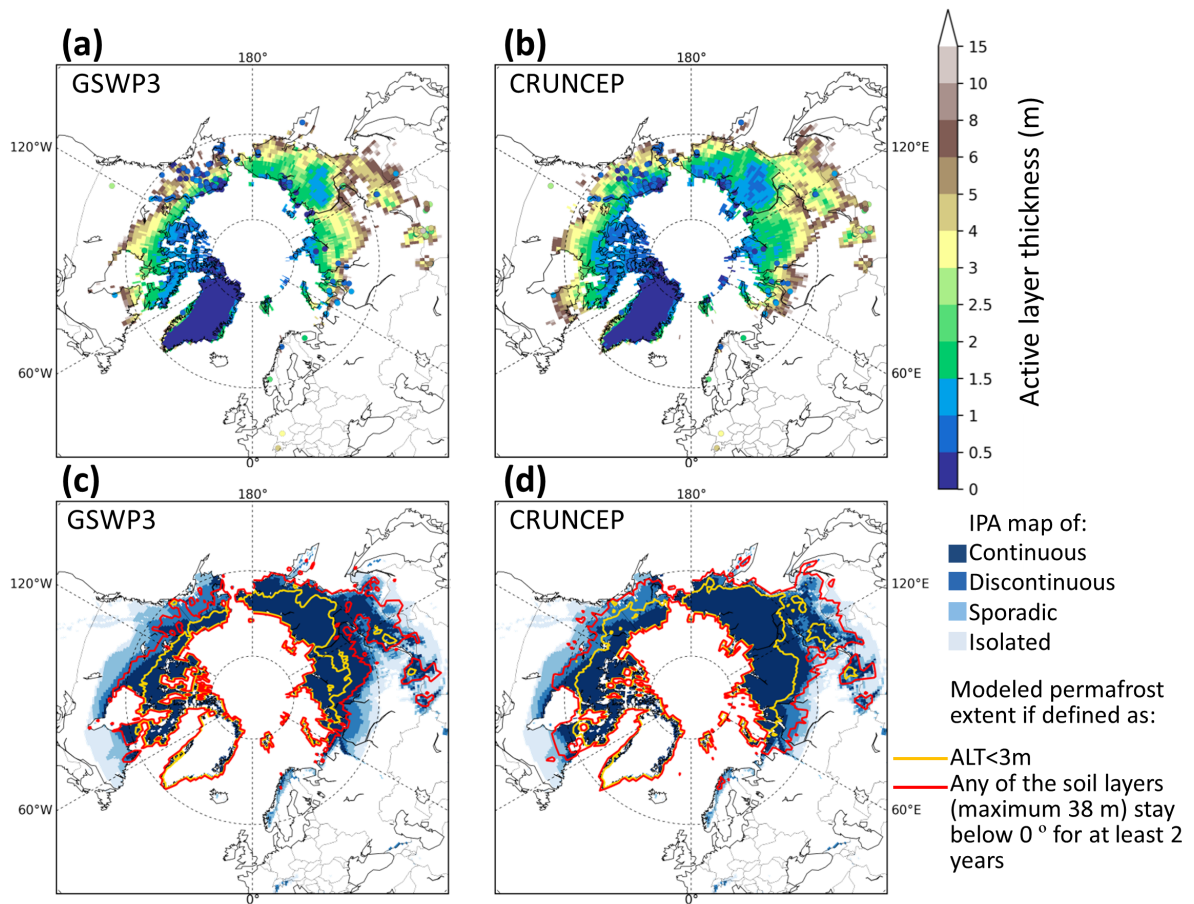 (a)
(b)
180°
180°
GSWP3
CRUNCEP
120°W
120°E
60°W
60°E
0°
0°
15
10
8
6
5
4
3
2.5
2
1.5
1
0.5
0
Active layer thickness (m)
(c)
(d)
180°
180°
GSWP3
CRUNCEP
120°W
120°E
60°W
60°E
0°
0°
IPA map of:
Continuous
Discontinuous
Sporadic
Isolated
Modeled permafrost
extent if defined as:
ALT<3m
Any of the soil layers
(maximum 38 m) stay
below 0 º for at least 2
years